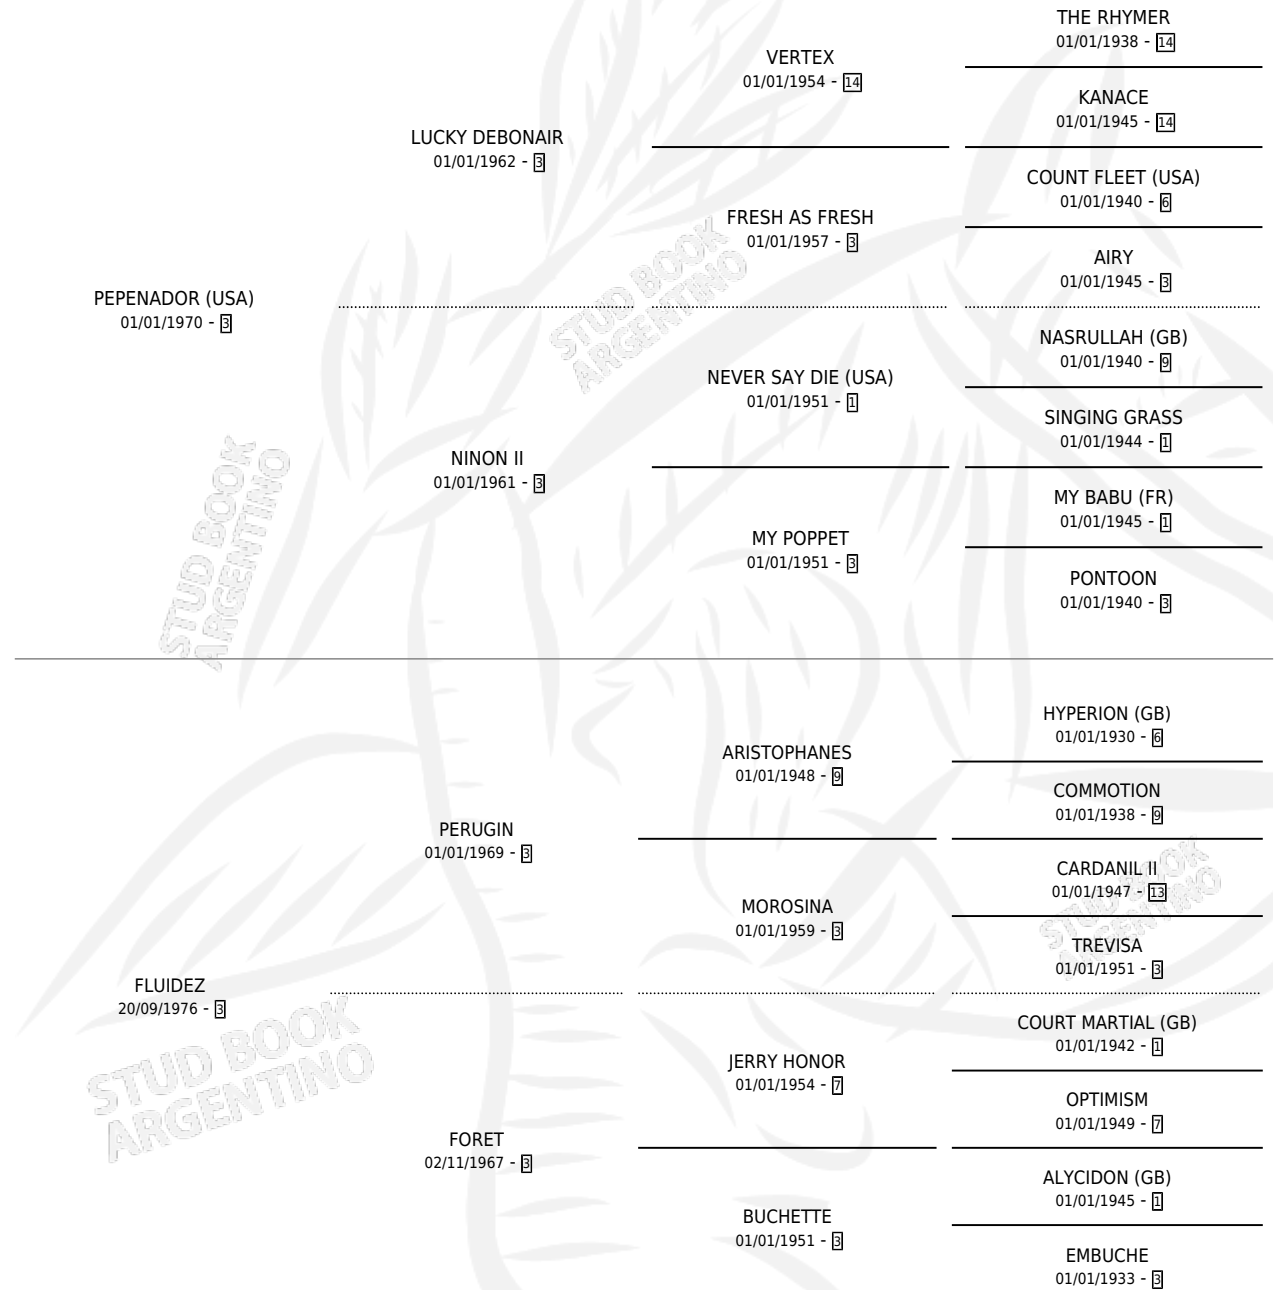 THE RHYMER
01/01/1938 - 14
VERTEX
01/01/1954 - 14
KANACE
01/01/1945 - 14
LUCKY DEBONAIR
01/01/1962 - 3
COUNT FLEET (USA)
01/01/1940 - 6
FRESH AS FRESH
01/01/1957 - 3
AIRY
01/01/1945 - 3
PEPENADOR (USA)
01/01/1970 - 3
NASRULLAH (GB)
01/01/1940 - 9
NEVER SAY DIE (USA)
01/01/1951 - 1
SINGING GRASS
01/01/1944 - 1
NINON II
01/01/1961 - 3
MY BABU (FR)
01/01/1945 - 1
MY POPPET
01/01/1951 - 3
PONTOON
01/01/1940 - 3
STUD BOOK
ARGENTINO
STUD BOOK
ARGENTINO
HYPERION (GB)
01/01/1930 - 6
ARISTOPHANES
01/01/1948 - 9
COMMOTION
01/01/1938 - 9
PERUGIN
01/01/1969 - 3
CARDANIL II
01/01/1947 - 13
MOROSINA
01/01/1959 - 3
TREVISA
01/01/1951 - 3
FLUIDEZ
20/09/1976 - 3
COURT MARTIAL (GB)
01/01/1942 - 1
JERRY HONOR
01/01/1954 - 7
OPTIMISM
01/01/1949 - 7
FORET
02/11/1967 - 3
ALYCIDON (GB)
01/01/1945 - 1
BUCHETTE
01/01/1951 - 3
EMBUCHE
01/01/1933 - 3
STUD BOOK
ARGENTINO
STUD BOOK
ARGENTINO